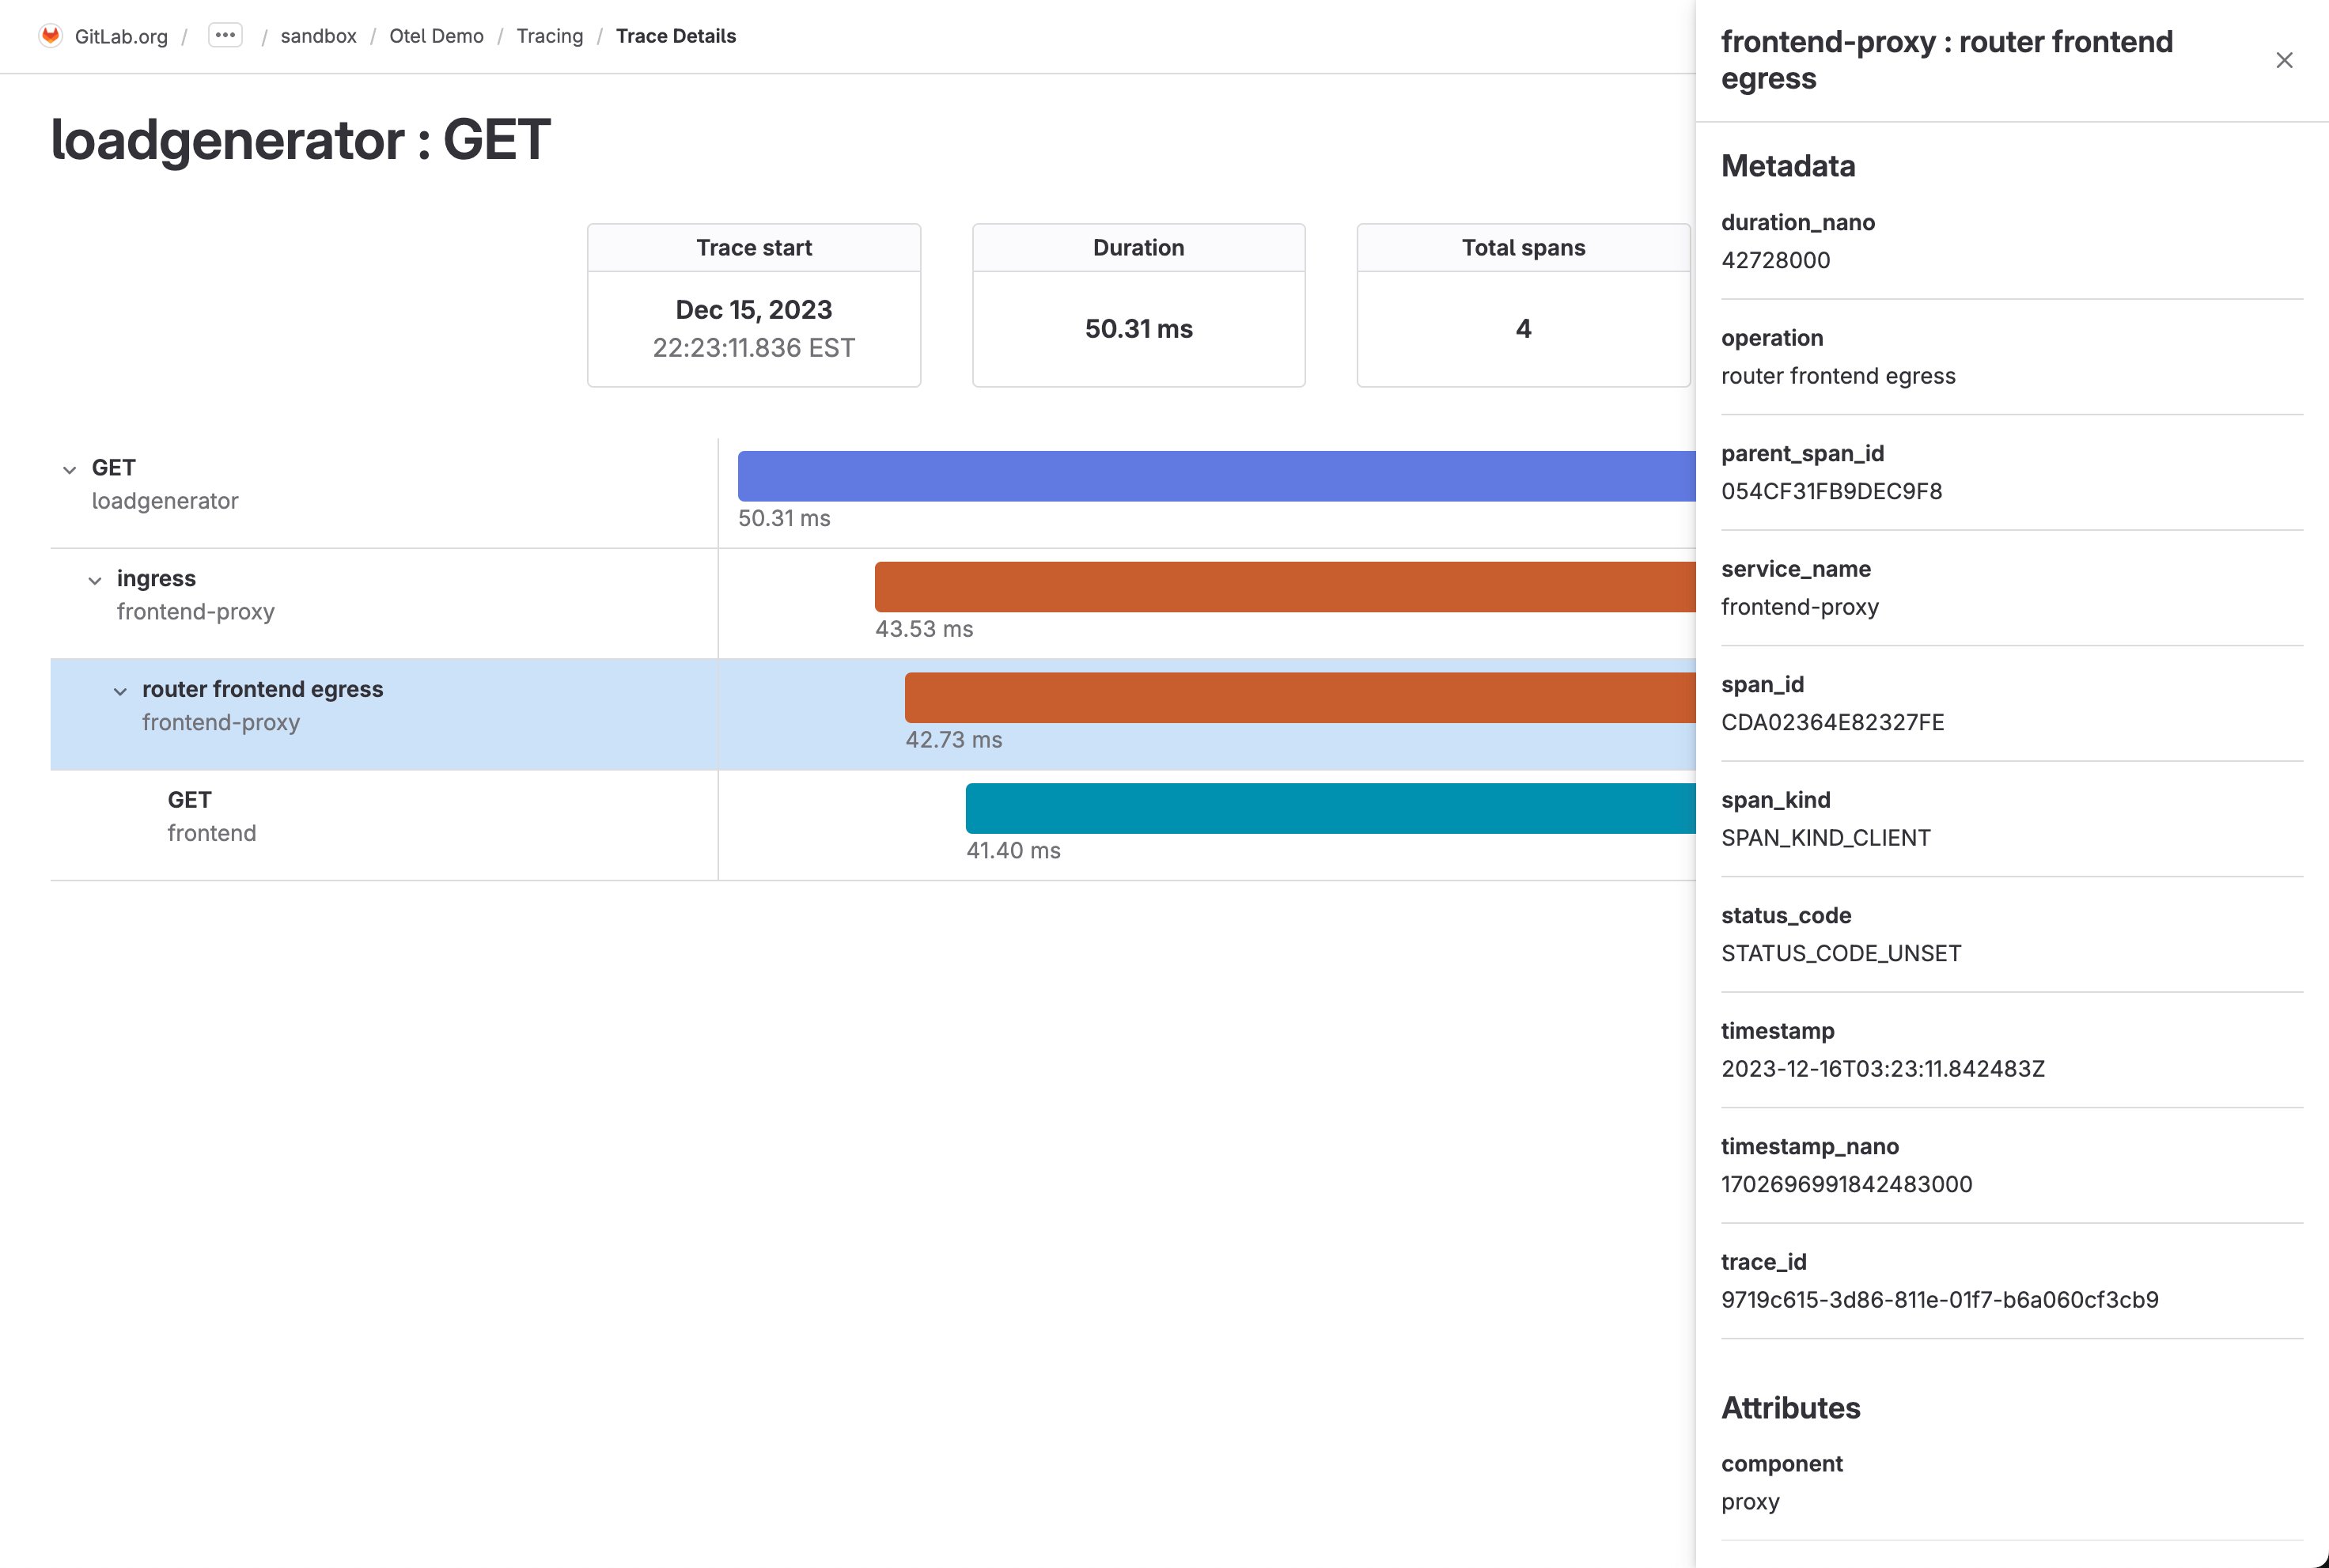 GitLab.org / ••• / sandbox / Otel Demo / Tracing / Trace Details
loadgenerator : GET
Trace start
Dec 15, 2023
22:23:11.836 EST
Duration
50.31 ms
Total spans
4
GET
loadgenerator
50.31 ms
ingress
frontend-proxy
43.53 ms
router frontend egress
frontend-proxy
42.73 ms
GET
frontend
41.40 ms
frontend-proxy : router frontend
egress
Metadata
duration_nano
42728000
operation
router frontend egress
parent_span_id
054CF31FB9DEC9F8
service_name
frontend-proxy
span_id
CDA02364E82327FE
span_kind
SPAN_KIND_CLIENT
status_code
STATUS_CODE_UNSET
timestamp
2023-12-16T03:23:11.842483Z
timestamp_nano
1702696991842483000
trace_id
9719c615-3d86-811e-01f7-b6a060cf3cb9
Attributes
component
proxy